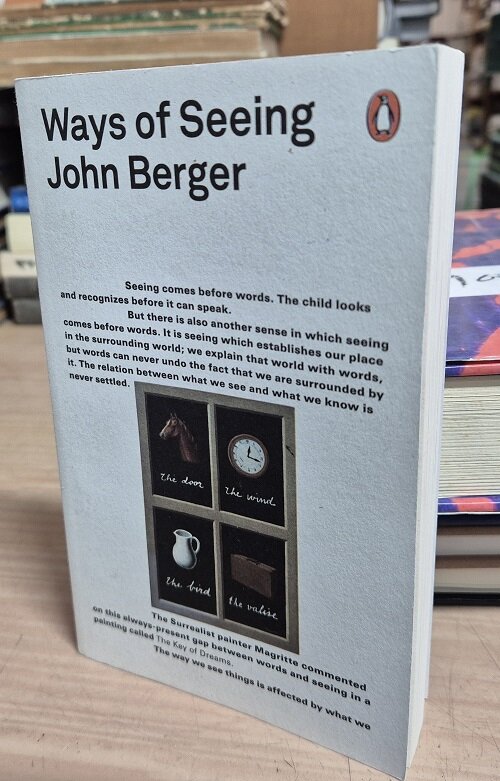 Ways of Seeing
John Berger
Seeing comes before words. The child looks
and recognizes before it can speak.
But there is also another sense in which seeing
comes before words. It is seeing which establishes our place
in the surrounding world; we explain that world with words,
but words can never undo the fact that we are surrounded by
it. The relation between what we see and what we know is
never settled.
the door
the wind
the bird
the valise
The Surrealist painter Magritte commented
on this always-present gap between words and seeing in a
painting called The Key of Dreams.
The way we see things is affected by what we